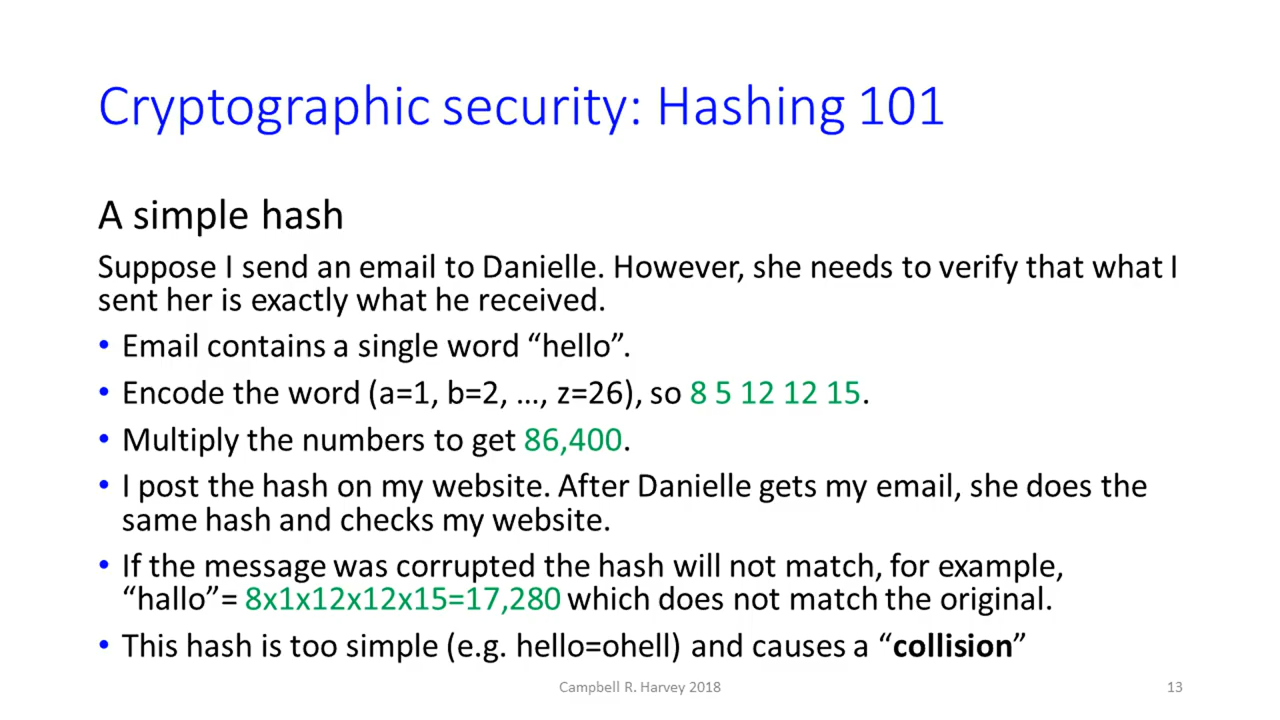 Cryptographic security: Hashing 101
A simple hash
Suppose I send an email to Danielle. However, she needs to verify that what I
sent her is exactly what he received.
• Email contains a single word “hello”.
• Encode the word (a=1, b=2, …, z=26), so 8 5 12 12 15.
• Multiply the numbers to get 86,400.
• I post the hash on my website. After Danielle gets my email, she does the
same hash and checks my website.
• If the message was corrupted the hash will not match, for example,
“hallo”= 8x1x12x12x15=17,280 which does not match the original.
• This hash is too simple (e.g. hello=ohell) and causes a “collision”
Campbell R. Harvey 2018
13